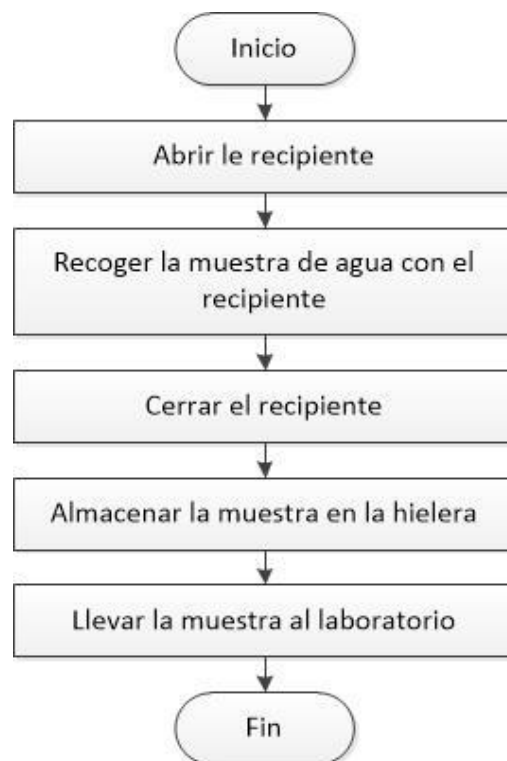 Inicio
Abrir le recipiente
Recoger la muestra de agua con el
recipiente
Cerrar el recipiente
Almacenar la muestra en la hielera
Llevar la muestra al laboratorio
Fin